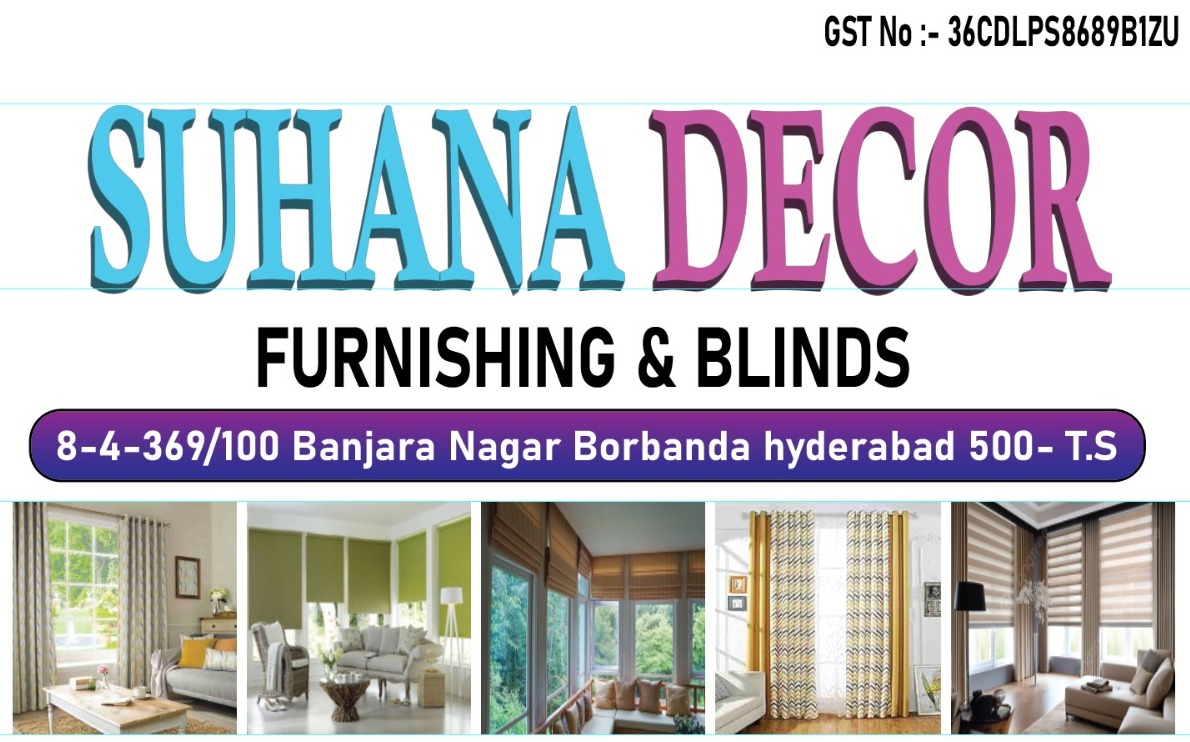 GST No :- 36CDLPS8689B1ZU
SUHANA DECOR
FURNISHING & BLINDS
8-4-369/100 Banjara Nagar Borbanda hyderabad 500- T.S